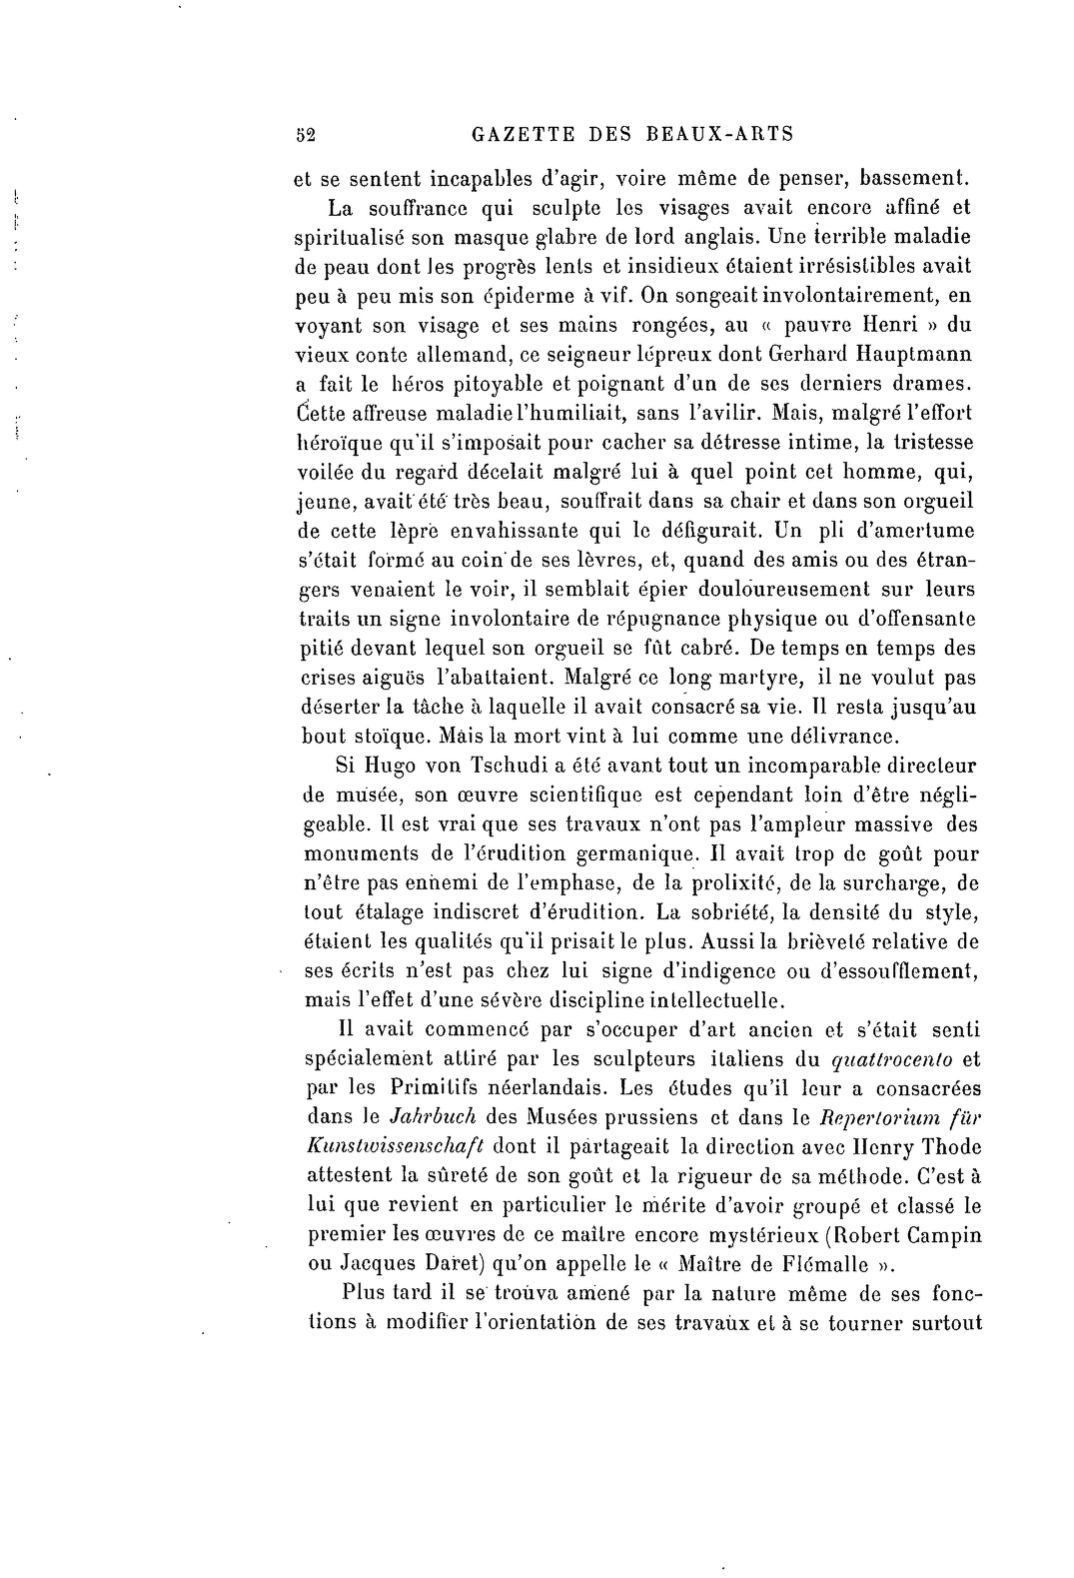 52 GAZETTE DES BEAUX-ARTS
et se sentent incapables d'agir, voire même de penser, bassement.
La souffrance qui sculpte les visages avait encore affiné et
spiritualisé son masque glabre de lord anglais. Une terrible maladie
de peau dont les progrès lents et insidieux étaient irrésistibles avait
peu à peu mis son épiderme à vif. On songeait involontairement, en
voyant son visage et ses mains rongées, au « pauvre Henri » du
vieux conte allemand, ce seigneur lépreux dont Gerhard Hauptmann
a fait le héros pitoyable et poignant d'un de ses derniers drames.
Cette affreuse maladie l'humiliait, sans l'avilir. Mais, malgré l'effort
héroïque qu'il s'imposait pour cacher sa détresse intime, la tristesse
voilée du regard décelait malgré lui à quel point cet homme, qui,
jeune, avait été très beau, souffrait dans sa chair et dans son orgueil
de cette lèpre envahissante qui le défigurait. Un pli d'amertume
s'était formé au coin de ses lèvres, et, quand des amis ou des étran-
gers venaient le voir, il semblait épier douloureusement sur leurs
traits un signe involontaire de répugnance physique ou d'offensante
pitié devant lequel son orgueil se fût cabré. De temps en temps des
crises aiguës l'abattaient. Malgré ce long martyre, il ne voulut pas
déserter la tâche à laquelle il avait consacré sa vie. Il resta jusqu'au
bout stoïque. Mais la mort vint à lui comme une délivrance.
Si Hugo von Tschudi a été avant tout un incomparable directeur
de musée, son œuvre scientifique est cependant loin d'être négli-
geable. Il est vrai que ses travaux n'ont pas l'ampleur massive des
monuments de l'érudition germanique. Il avait trop de goût pour
n'être pas ennemi de l'emphase, de la prolixité, de la surcharge, de
tout étalage indiscret d'érudition. La sobriété, la densité du style,
étaient les qualités qu'il prisait le plus. Aussi la brièveté relative de
ses écrits n'est pas chez lui signe d'indigence ou d'essoufflement,
mais l'effet d'une sévère discipline intellectuelle.
Il avait commencé par s'occuper d'art ancien et s'était senti
spécialement attiré par les sculpteurs italiens du quattrocento et
par les Primitifs néerlandais. Les études qu'il leur a consacrées
dans le Jahrbuch des Musées prussiens et dans le Repertorium für
Kunstwissenschaft dont il partageait la direction avec Henry Thode
attestent la sûreté de son goût et la rigueur de sa méthode. C'est à
lui que revient en particulier le mérite d'avoir groupé et classé le
premier les œuvres de ce maître encore mystérieux (Robert Campin
ou Jacques Daret) qu'on appelle le « Maître de Flémalle ».
Plus tard il se trouva amené par la nature même de ses fonc-
tions à modifier l'orientation de ses travaux et à se tourner surtout